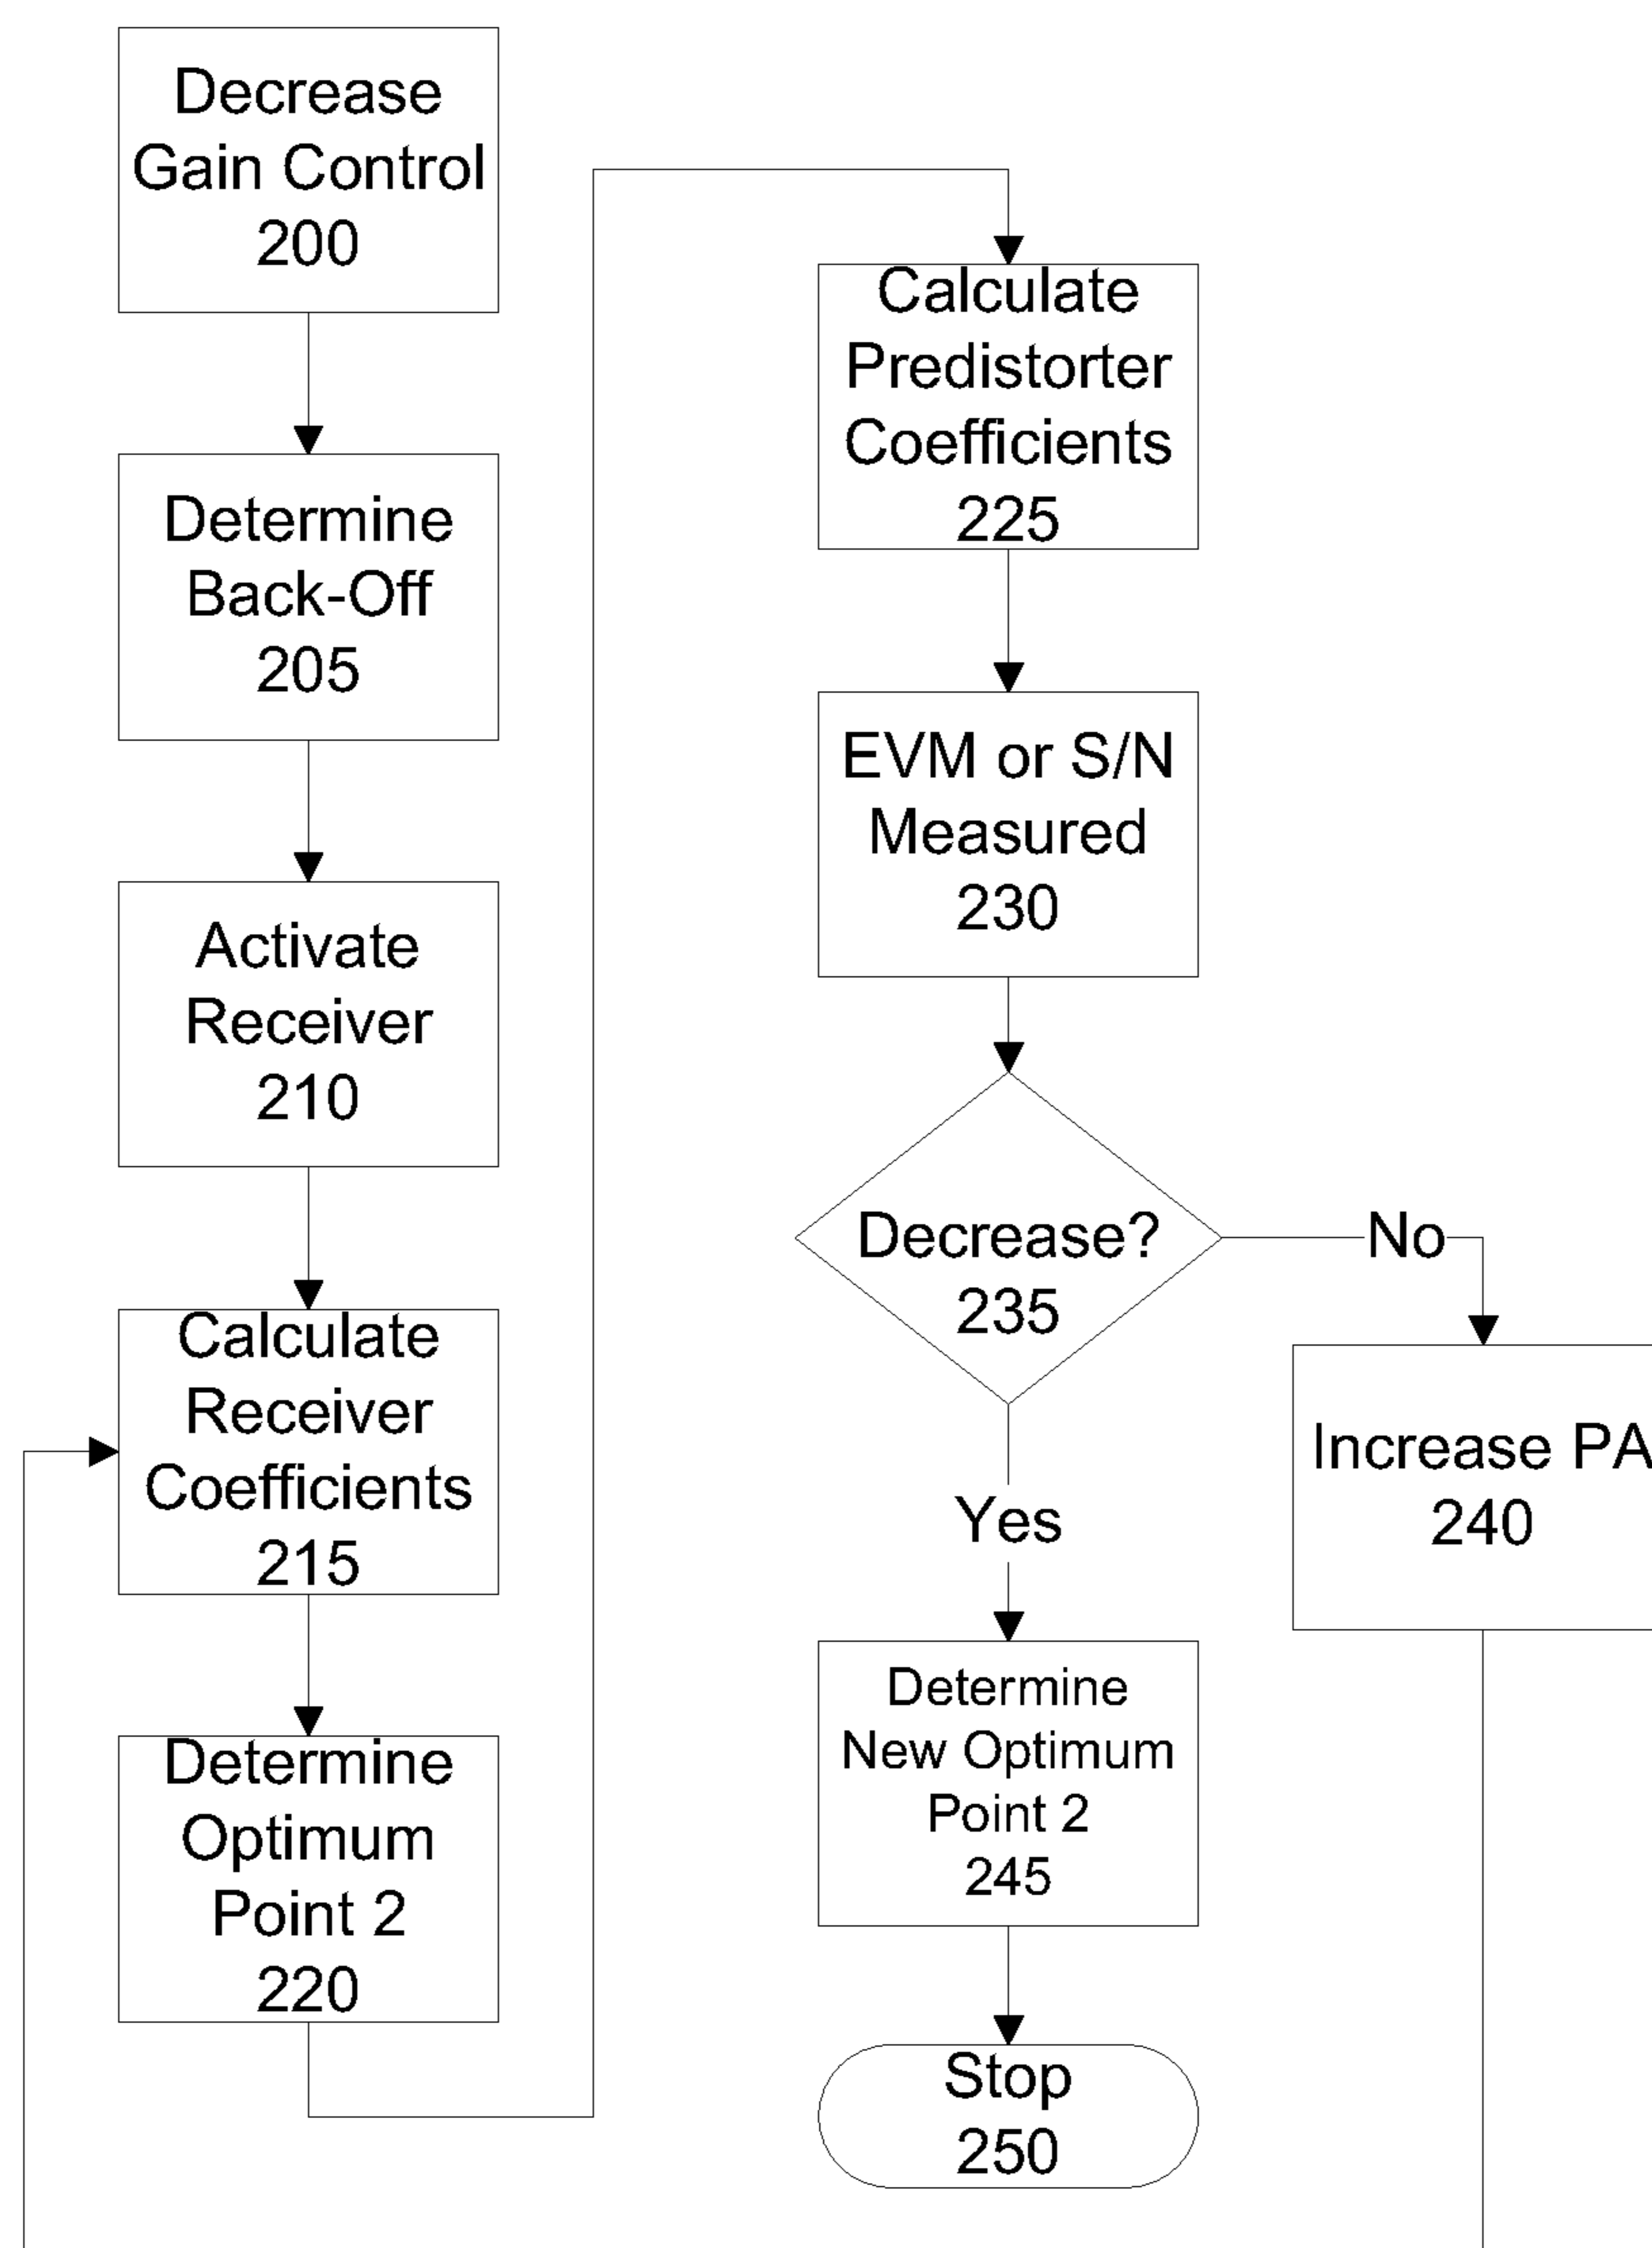 Decrease
Gain Control
200
Determine
Back-Off
205
Activate
Receiver
210
Calculate
Receiver
Coefficients
215
Determine
Optimum
Point 2
220
Calculate
Predistorter
Coefficients
225
EVM or S/N
Measured
230
Decrease?
235
No
Increase PA
240
Yes
Determine
New Optimum
Point 2
245
Stop
250